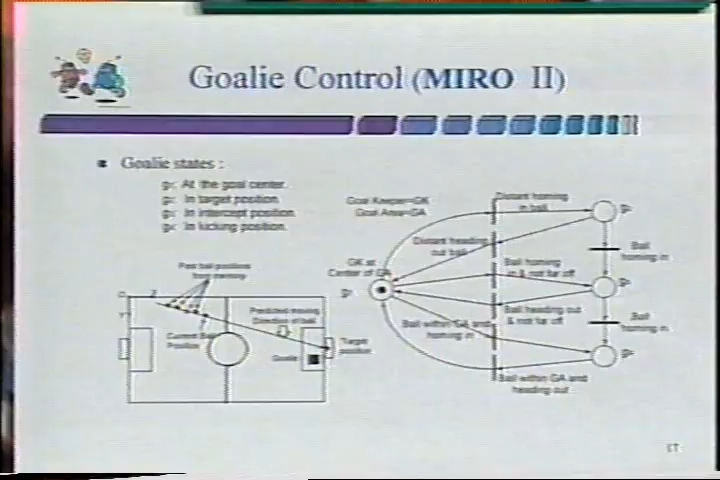 Goalie Control (MIRO II)
Goalie states :
At the goal center.
In target position.
In intercept position.
In kicking position.
Goal Keeper=GK
Goal Area=GA
Distant homing
in ball
Distant heading
out ball
Ball
homing in
GK at
Center of GA
Ball homing
in & not far off
Ball heading out
& not far off
Ball
homing in
Ball within GA and
homing in
Ball within GA and
heading out
Past ball positions
from memory
Predicted moving
Direction of ball
Current Ball
Position
Target
position
Goalie